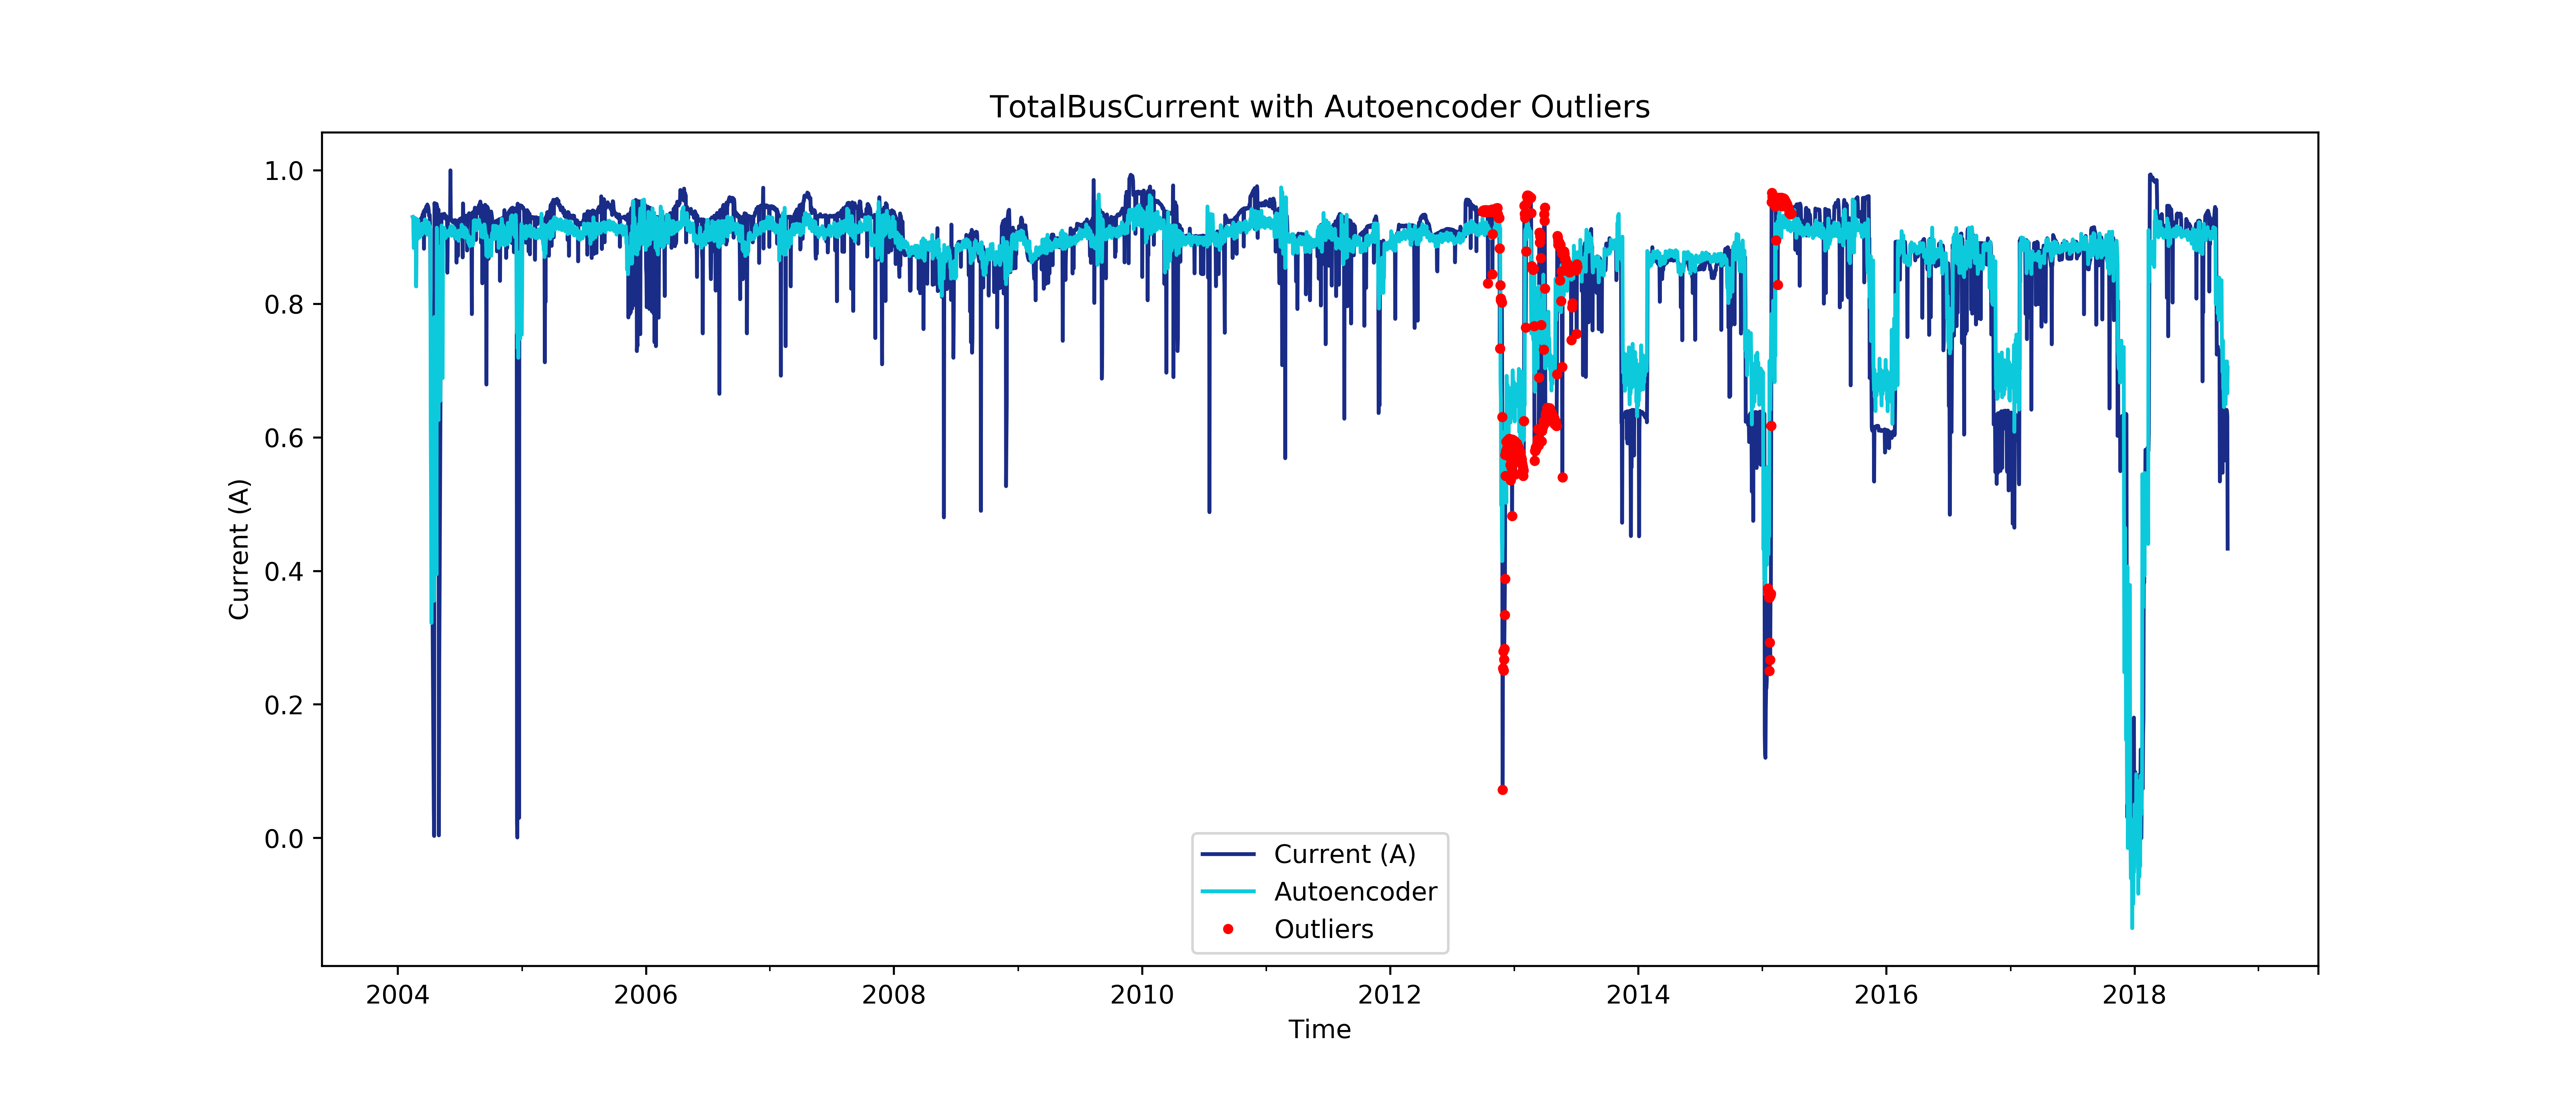 TotalBusCurrent with Autoencoder Outliers
1.0
0.8
0.6
0.4
0.2
0.0
Current (A)
Current (A)
Autoencoder
Outliers
2004 2006 2008 2010 2012 2014 2016 2018
Time